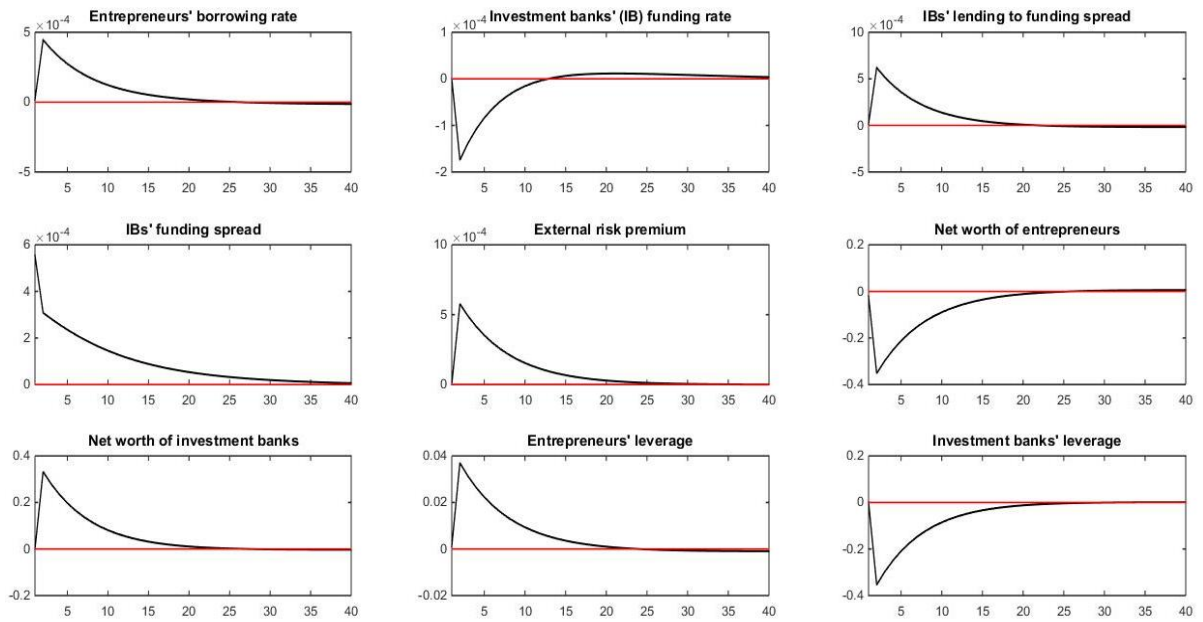 Entrepreneurs' borrowing rate
×10⁻⁴
5
0
-5
5 10 15 20 25 30 35 40
Investment banks' (IB) funding rate
×10⁻⁴
1
0
-1
-2
5 10 15 20 25 30 35 40
IBs' lending to funding spread
×10⁻⁴
10
5
0
-5
5 10 15 20 25 30 35 40
IBs' funding spread
×10⁻⁴
6
4
2
0
5 10 15 20 25 30 35 40
External risk premium
×10⁻⁴
10
5
0
5 10 15 20 25 30 35 40
Net worth of entrepreneurs
0.2
0
-0.2
-0.4
5 10 15 20 25 30 35 40
Net worth of investment banks
0.4
0.2
0
-0.2
5 10 15 20 25 30 35 40
Entrepreneurs' leverage
0.04
0.02
0
-0.02
5 10 15 20 25 30 35 40
Investment banks' leverage
0.2
0
-0.2
-0.4
5 10 15 20 25 30 35 40